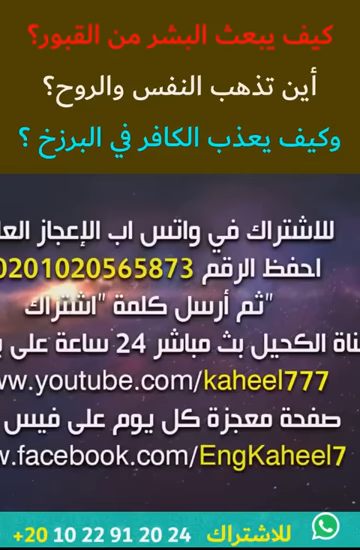 كيف يبعث البشر من القبور؟
أين تذهب النفس والروح؟
وكيف يعذب الكافر في البرزخ ؟
للاشتراك في واتس اب الإعجاز
احفظ الرقم 0201020565873
ثم أرسل كلمة "اشتراك"
الكحيل بث مباشر 24 ساعة على
www.youtube.com/kaheel777
صفحة معجزة كل يوم على فيس
www.facebook.com/EngKaheel7
للاشتراك +20 10 22 91 20 24